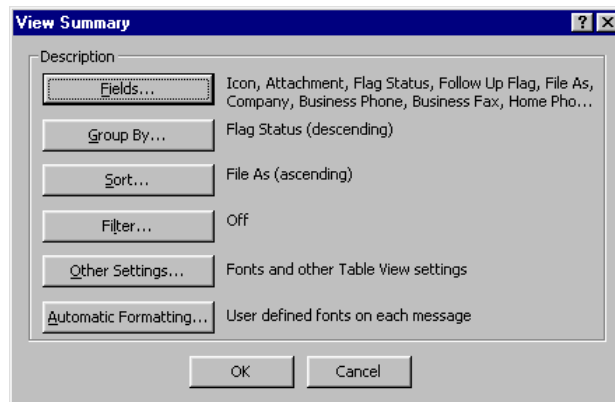 View Summary
Description
Fields...
Icon, Attachment, Flag Status, Follow Up Flag, File As,
Company, Business Phone, Business Fax, Home Pho...
Group By...
Flag Status (descending)
Sort...
File As (ascending)
Filter...
Off
Other Settings...
Fonts and other Table View settings
Automatic Formatting...
User defined fonts on each message
OK
Cancel